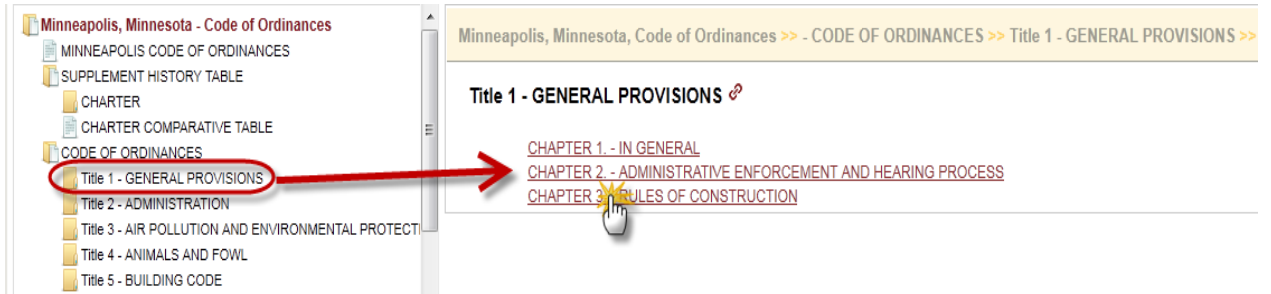 Minneapolis, Minnesota - Code of Ordinances
MINNEAPOLIS CODE OF ORDINANCES
SUPPLEMENT HISTORY TABLE
CHARTER
CHARTER COMPARATIVE TABLE
CODE OF ORDINANCES
Title 1 - GENERAL PROVISIONS
Title 2 - ADMINISTRATION
Title 3 - AIR POLLUTION AND ENVIRONMENTAL PROTECTI
Title 4 - ANIMALS AND FOWL
Title 5 - BUILDING CODE
Minneapolis, Minnesota, Code of Ordinances >> - CODE OF ORDINANCES >> Title 1 - GENERAL PROVISIONS >>
Title 1 - GENERAL PROVISIONS
CHAPTER 1. - IN GENERAL
CHAPTER 2. - ADMINISTRATIVE ENFORCEMENT AND HEARING PROCESS
CHAPTER 3. - RULES OF CONSTRUCTION